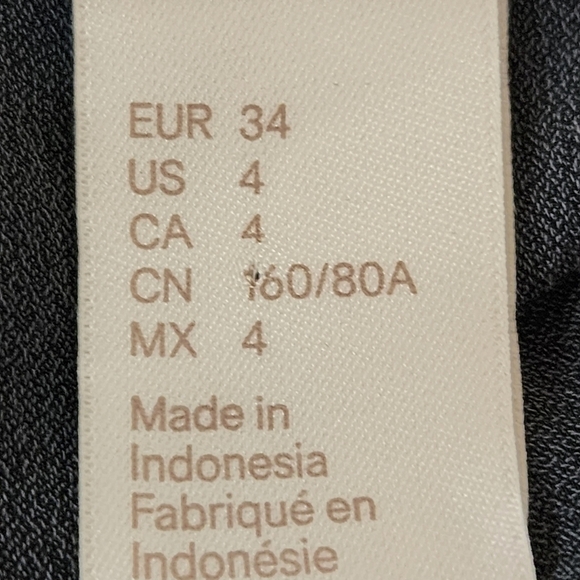 EUR 34
US 4
CA 4
CN 160/80A
MX 4
Made in
Indonesia
Fabriqué en
Indonésie